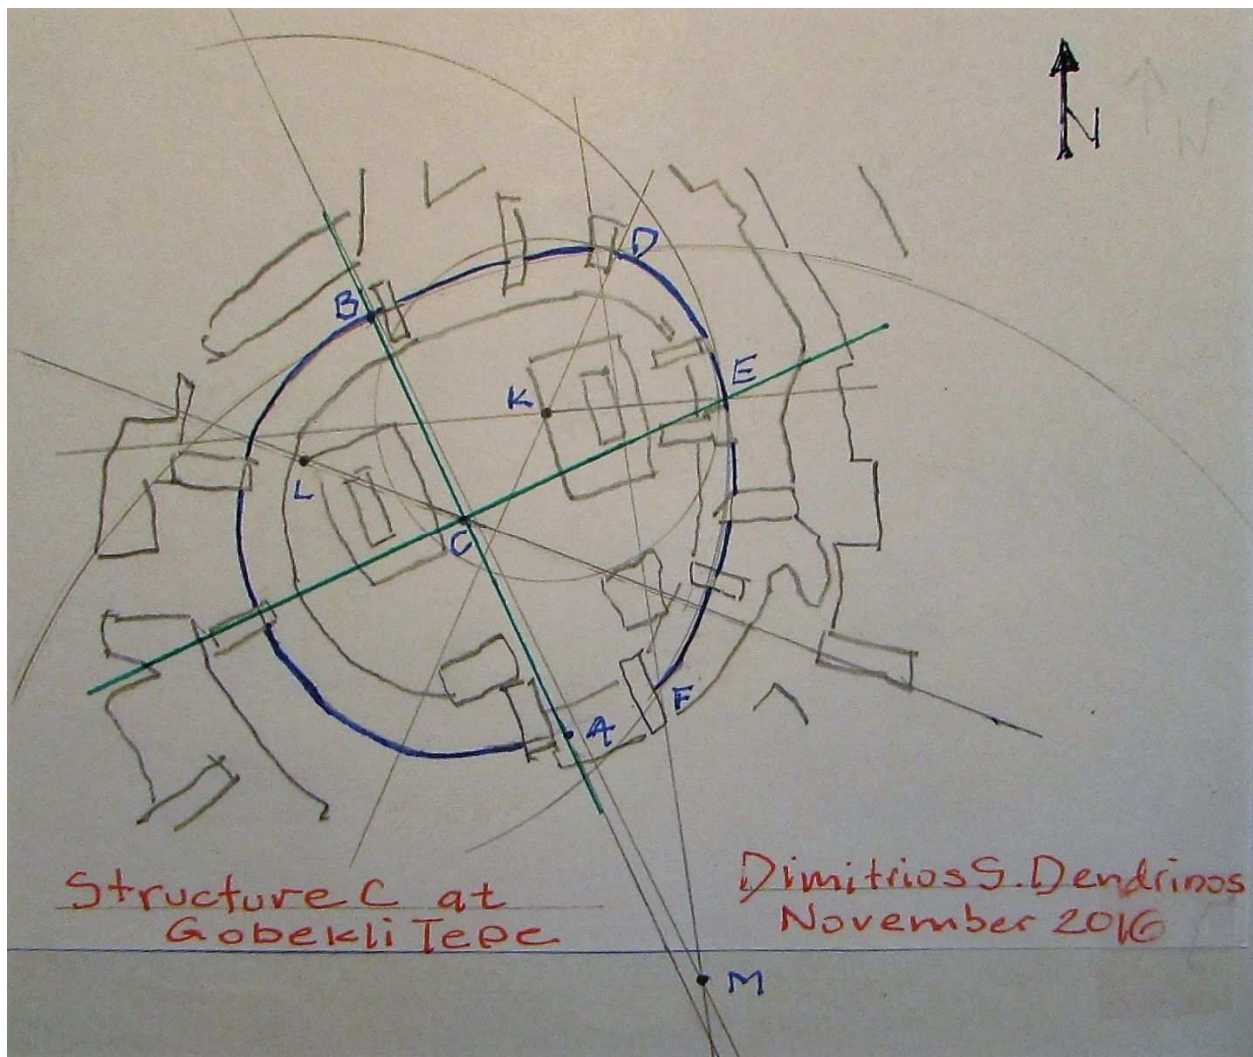 N
D
B
E
K
L
C
F
A
Structure C at
Gobekli Tepe
Dimitrios S. Dendrinos
November 2016
M